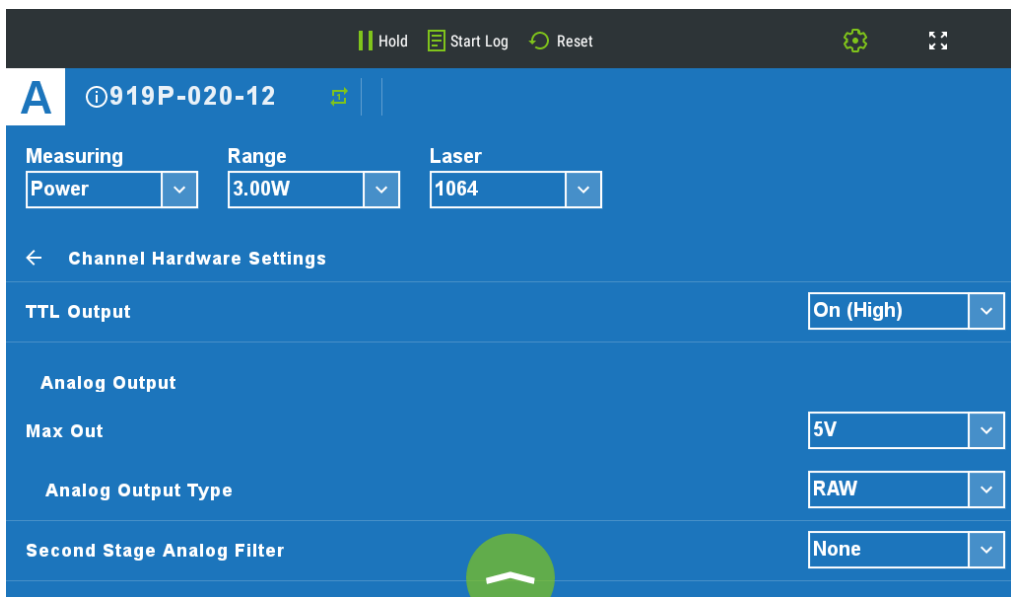 Hold Start Log Reset
A 919P-020-12
Measuring Range Laser
Power 3.00W 1064
Channel Hardware Settings
TTL Output On (High)
Analog Output
Max Out 5V
Analog Output Type RAW
Second Stage Analog Filter None